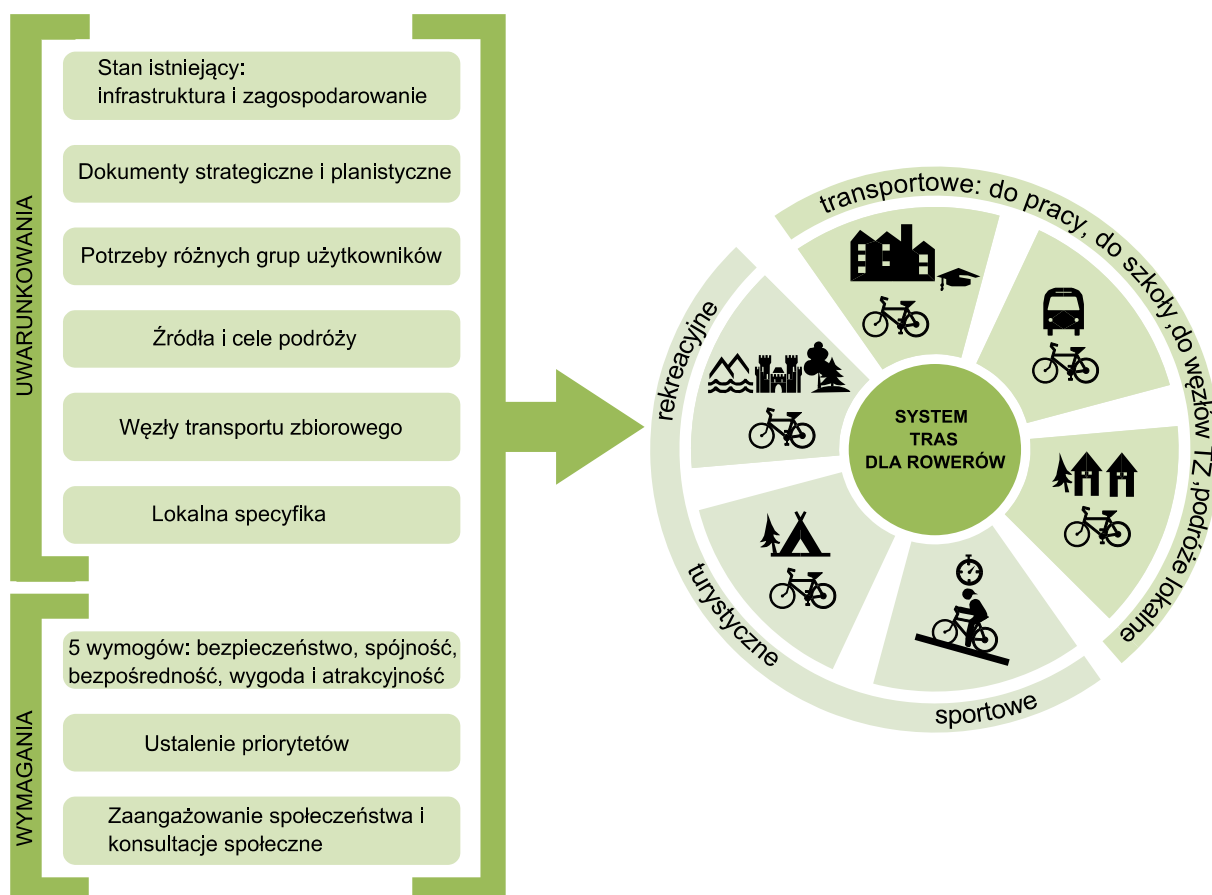 UWARUNKOWANIA
Stan istniejący:
infrastruktura i zagospodarowanie
Dokumenty strategiczne i planistyczne
Potrzeby różnych grup użytkowników
Źródła i cele podróży
Węzły transportu zbiorowego
Lokalna specyfika
WYMAGANIA
5 wymogów: bezpieczeństwo, spójność,
bezpośredność, wygoda i atrakcyjność
Ustalenie priorytetów
Zaangażowanie społeczeństwa i
konsultacje społeczne
transportowe: do pracy, do szkoły ,do węzłów TZ ,podróże lokalne
rekreacyjne
turystyczne
sportowe
SYSTEM
TRAS
DLA ROWERÓW